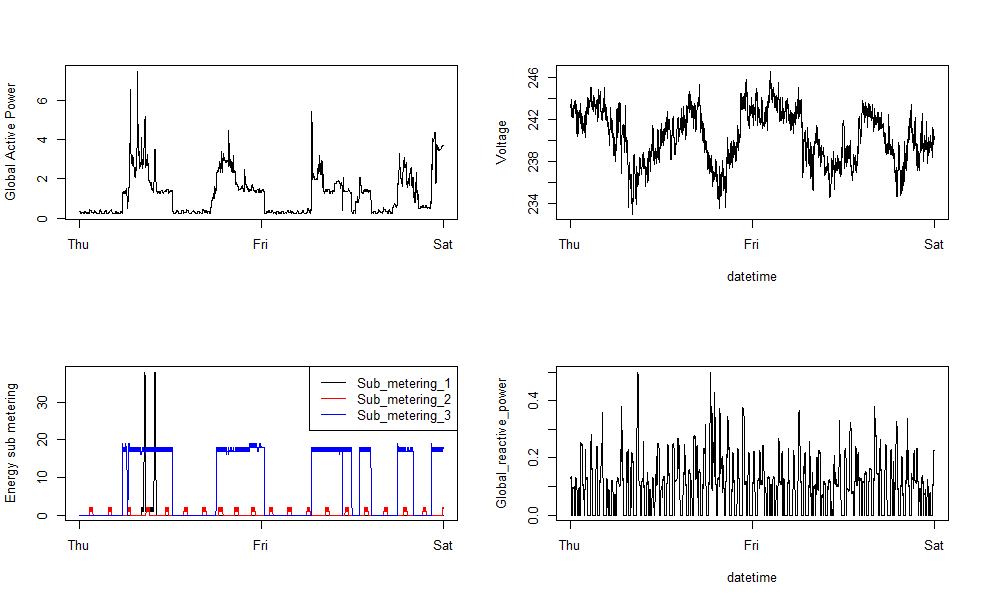 Global Active Power
0 2 4 6
Thu Fri Sat
Voltage
234 238 242 246
Thu Fri Sat
datetime
Energy sub metering
0 10 20 30
Sub_metering_1
Sub_metering_2
Sub_metering_3
Thu Fri Sat
Global_reactive_power
0.0 0.2 0.4
Thu Fri Sat
datetime